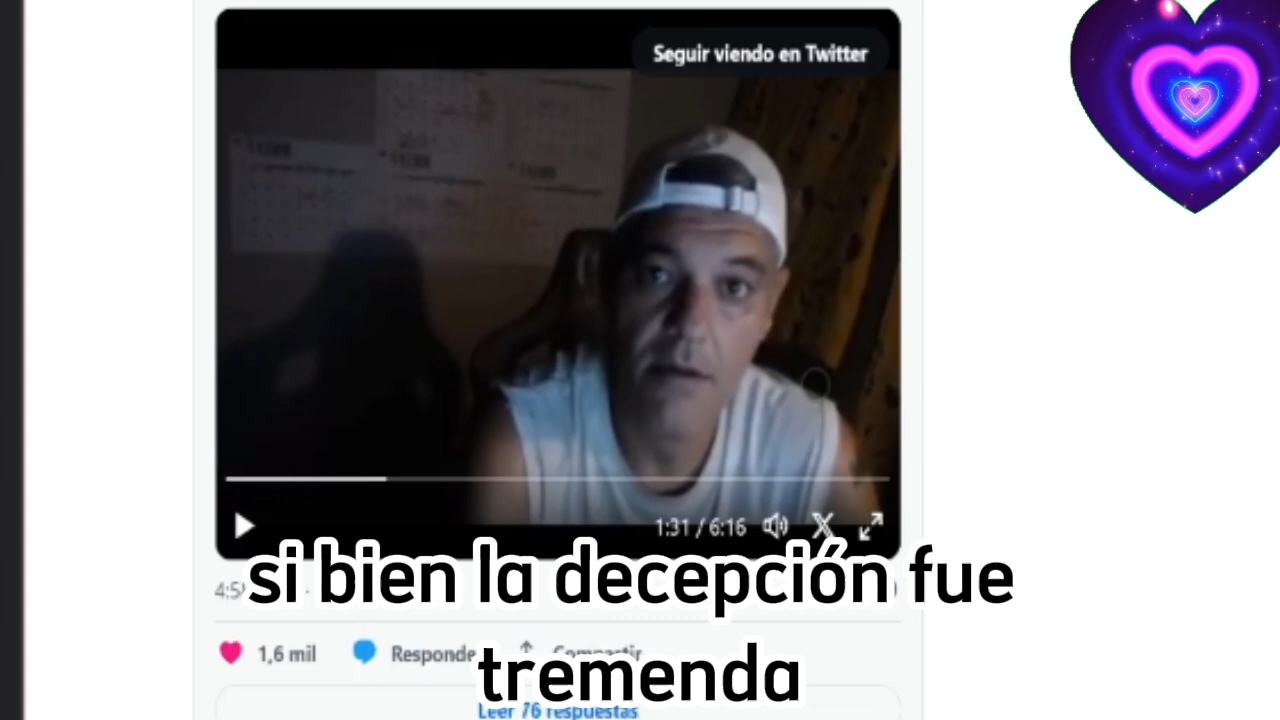 Seguir viendo en Twitter
1:31 / 6:16
si bien la decepción fue
1,6 mil
Compartir
tremenda
Leer 76 respuestas